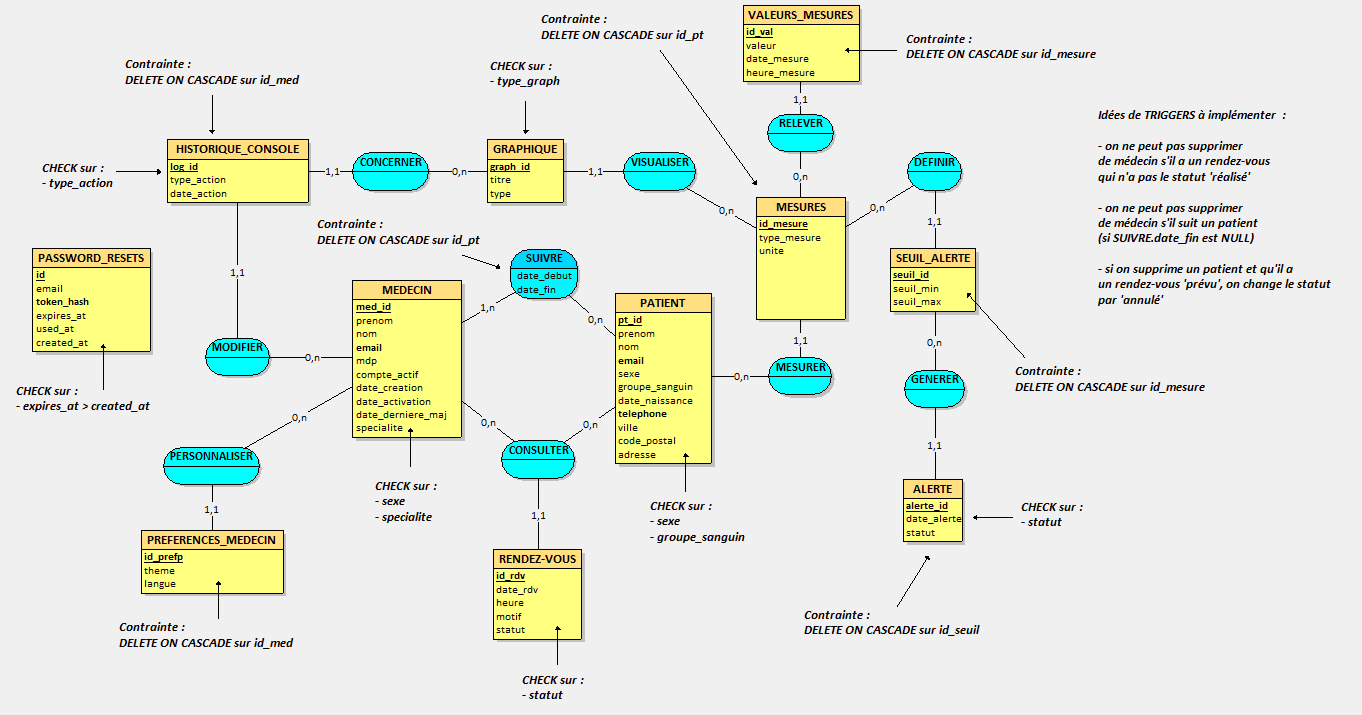 Contrainte :
DELETE ON CASCADE sur id_pt
VALEURS_MESURES
id_val
valeur
date_mesure
heure_mesure
Contrainte :
DELETE ON CASCADE sur id_mesure
Contrainte :
DELETE ON CASCADE sur id_med
CHECK sur :
- type_graph
1,1
RELEVER
0,n
Idées de TRIGGERS à implémenter :
- on ne peut pas supprimer
de médecin s'il a un rendez-vous
qui n'a pas le statut 'réalisé'
- on ne peut pas supprimer
de médecin s'il suit un patient
(si SUIVRE.date_fin est NULL)
- si on supprime un patient et qu'il a
un rendez-vous 'prévu', on change le statut
par 'annulé'
CHECK sur :
- type_action
HISTORIQUE_CONSOLE
log_id
type_action
date_action
1,1
CONCERNER
0,n
GRAPHIQUE
graph_id
titre
type
1,1
VISUALISER
0,n
MESURES
id_mesure
type_mesure
unite
0,n
DEFINIR
1,1
SEUIL_ALERTE
seuil_id
seuil_min
seuil_max
Contrainte :
DELETE ON CASCADE sur id_pt
PASSWORD_RESETS
id
email
token_hash
expires_at
used_at
created_at
CHECK sur :
- expires_at > created_at
1,1
MODIFIER
0,n
MEDECIN
med_id
prenom
nom
email
mdp
compte_actif
date_creation
date_activation
date_derniere_maj
specialite
1,n
SUIVRE
date_debut
date_fin
0,n
PATIENT
pt_id
prenom
nom
email
sexe
groupe_sanguin
date_naissance
telephone
ville
code_postal
adresse
0,n
MESURER
1,1
0,n
GENERER
1,1
Contrainte :
DELETE ON CASCADE sur id_mesure
0,n
PERSONNALISER
1,1
0,n
CONSULTER
0,n
1,1
CHECK sur :
- sexe
- specialite
CHECK sur :
- sexe
- groupe_sanguin
ALERTE
alerte_id
date_alerte
statut
CHECK sur :
- statut
PREFERENCES_MEDECIN
id_prefp
theme
langue
Contrainte :
DELETE ON CASCADE sur id_med
RENDEZ-VOUS
id_rdv
date_rdv
heure
motif
statut
CHECK sur :
- statut
Contrainte :
DELETE ON CASCADE sur id_seuil